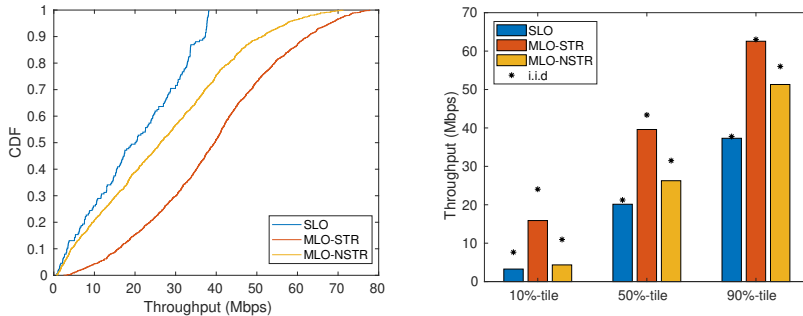 1
0.9
0.8
0.7
0.6
0.5
0.4
0.3
0.2
0.1
0
CDF
0 10 20 30 40 50 60 70 80
Throughput (Mbps)
SLO
MLO-STR
MLO-NSTR
70
60
50
40
30
20
10
0
Throughput (Mbps)
SLO
MLO-STR
MLO-NSTR
i.i.d
10%-tile 50%-tile 90%-tile